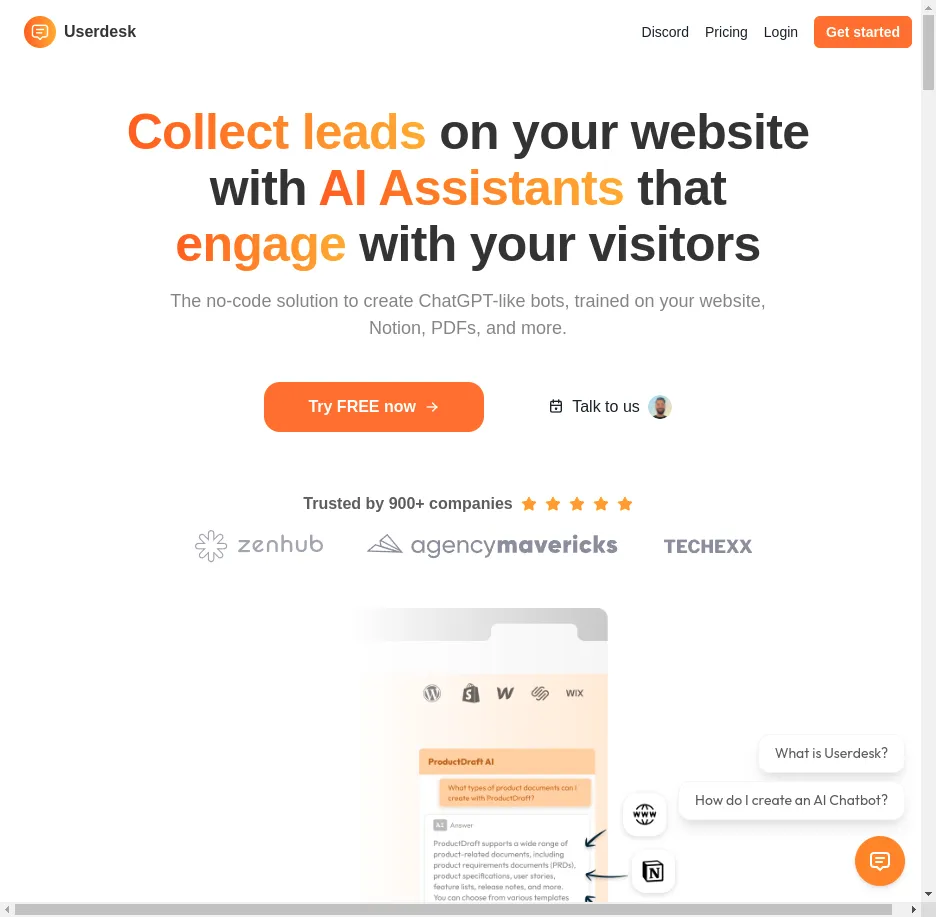 Userdesk
Discord
Pricing
Login
Get started
Collect leads on your website
with AI Assistants that
engage with your visitors
The no-code solution to create ChatGPT-like bots, trained on your website,
Notion, PDFs, and more.
Try FREE now
Talk to us
Trusted by 900+ companies
zenhub
agencymavericks
TECHEXX
W
WIX
ProductDraft AI
What types of product documents can I
create with ProductDraft?
AI Answer
ProductDraft supports a wide range of
product-related documents, including
product requirements documents (PRDs),
product specifications, user stories,
feature lists, release notes, and more.
You can choose from various templates
WWW
N
What is Userdesk?
How do I create an AI Chatbot?